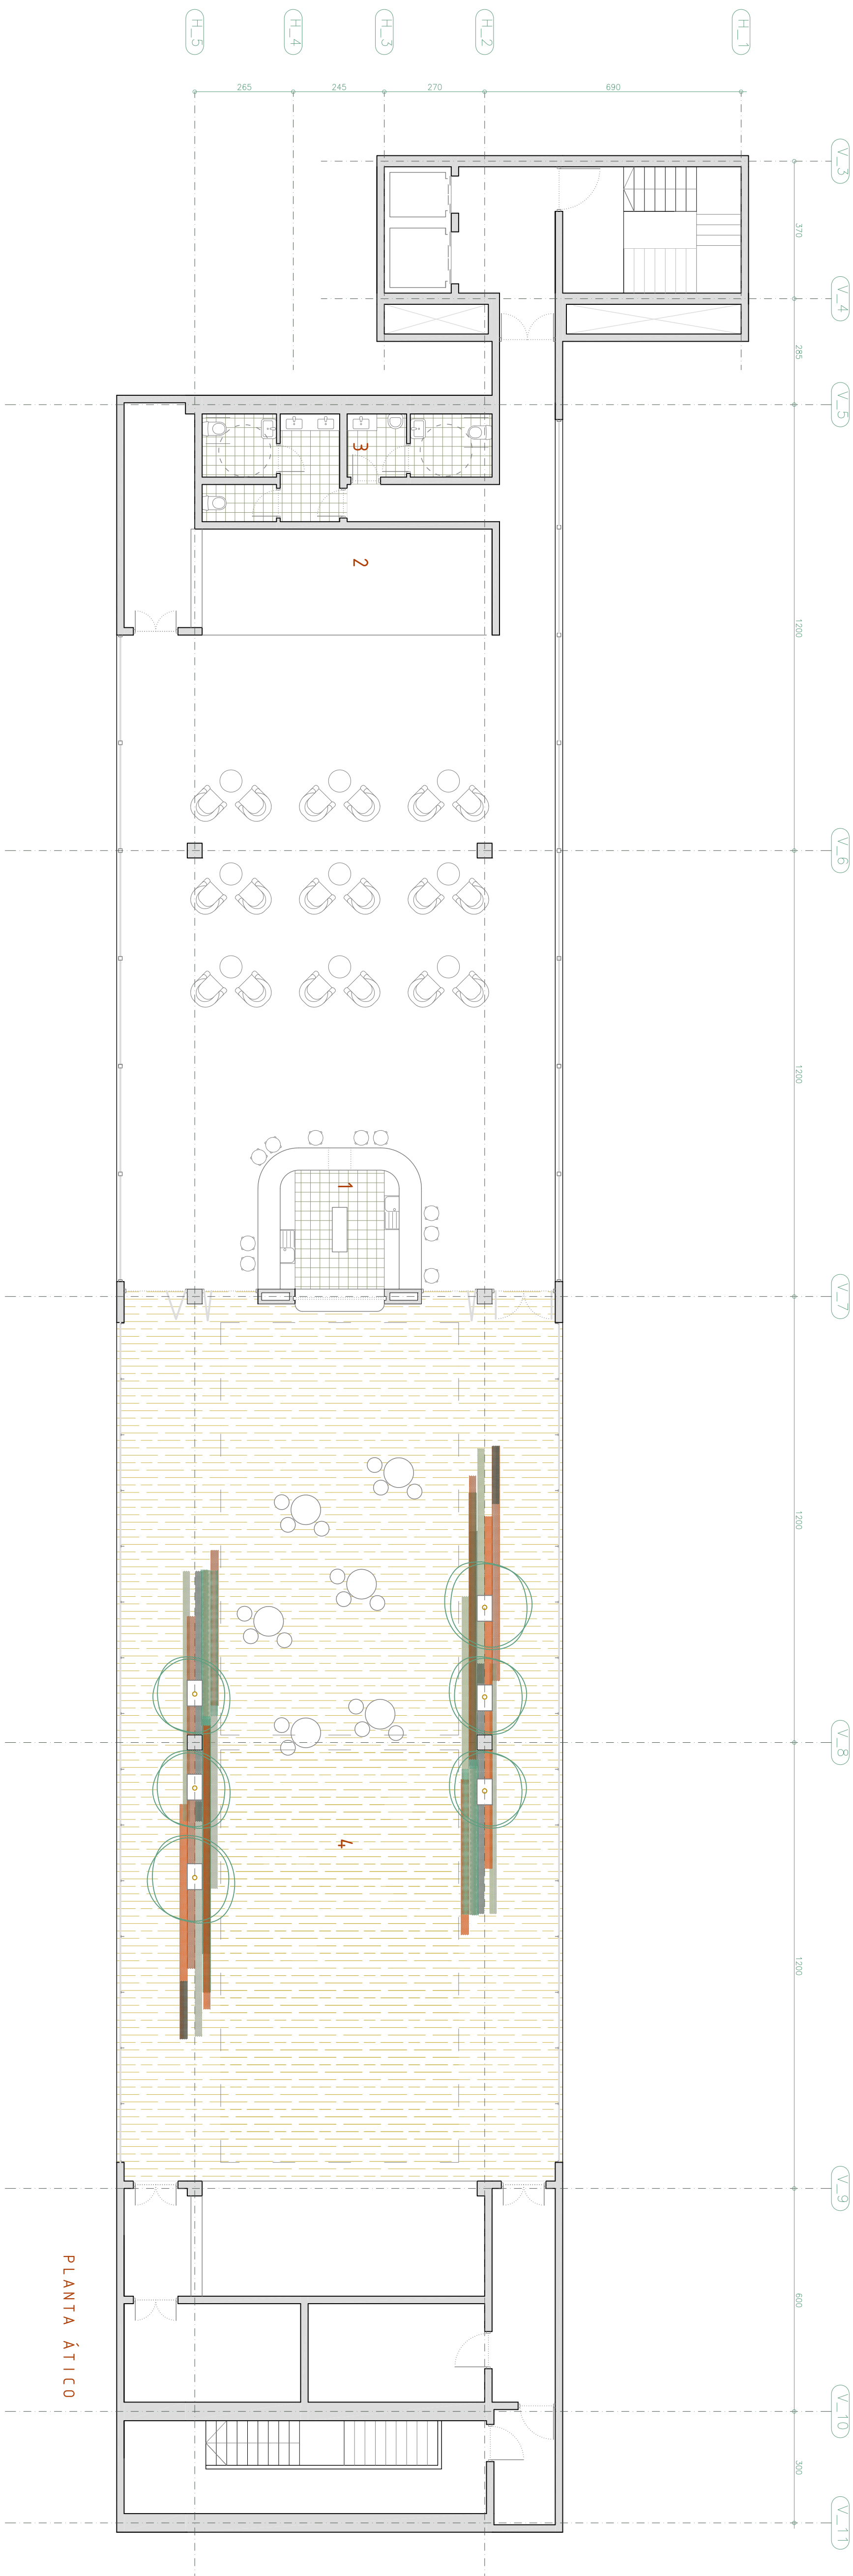 H_5
H_4
H_3
H_2
H_1
265
245
270
690
V_3
370
V_4
285
V_5
1200
V_6
1200
V_7
1200
V_8
1200
V_9
600
V_10
300
V_11
3
2
1
4
PLANTA ÁTICO